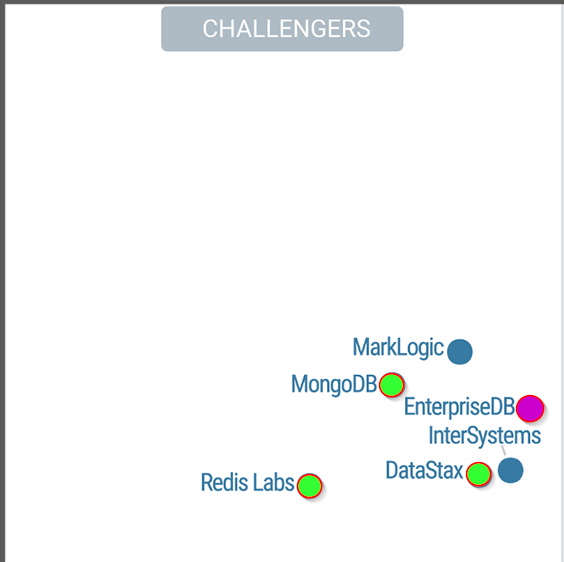 CHALLENGERS
MarkLogic
MongoDB
EnterpriseDB
InterSystems
DataStax
Redis Labs